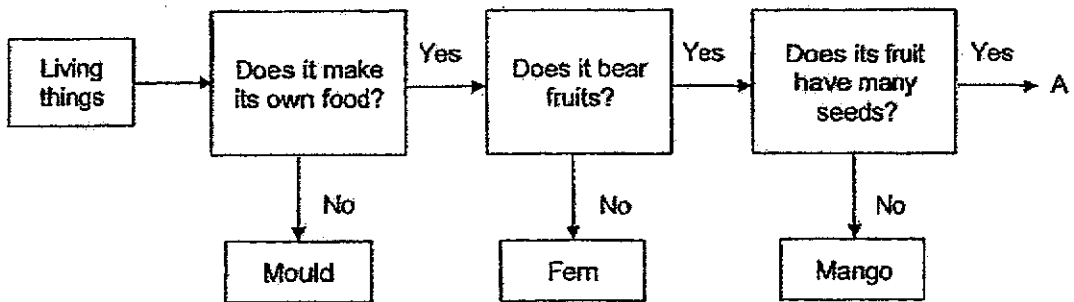 Living
things
Does it make
its own food?
Yes
Does it bear
fruits?
Yes
Does its fruit
have many
seeds?
Yes
A
No
No
No
Mould
Fern
Mango